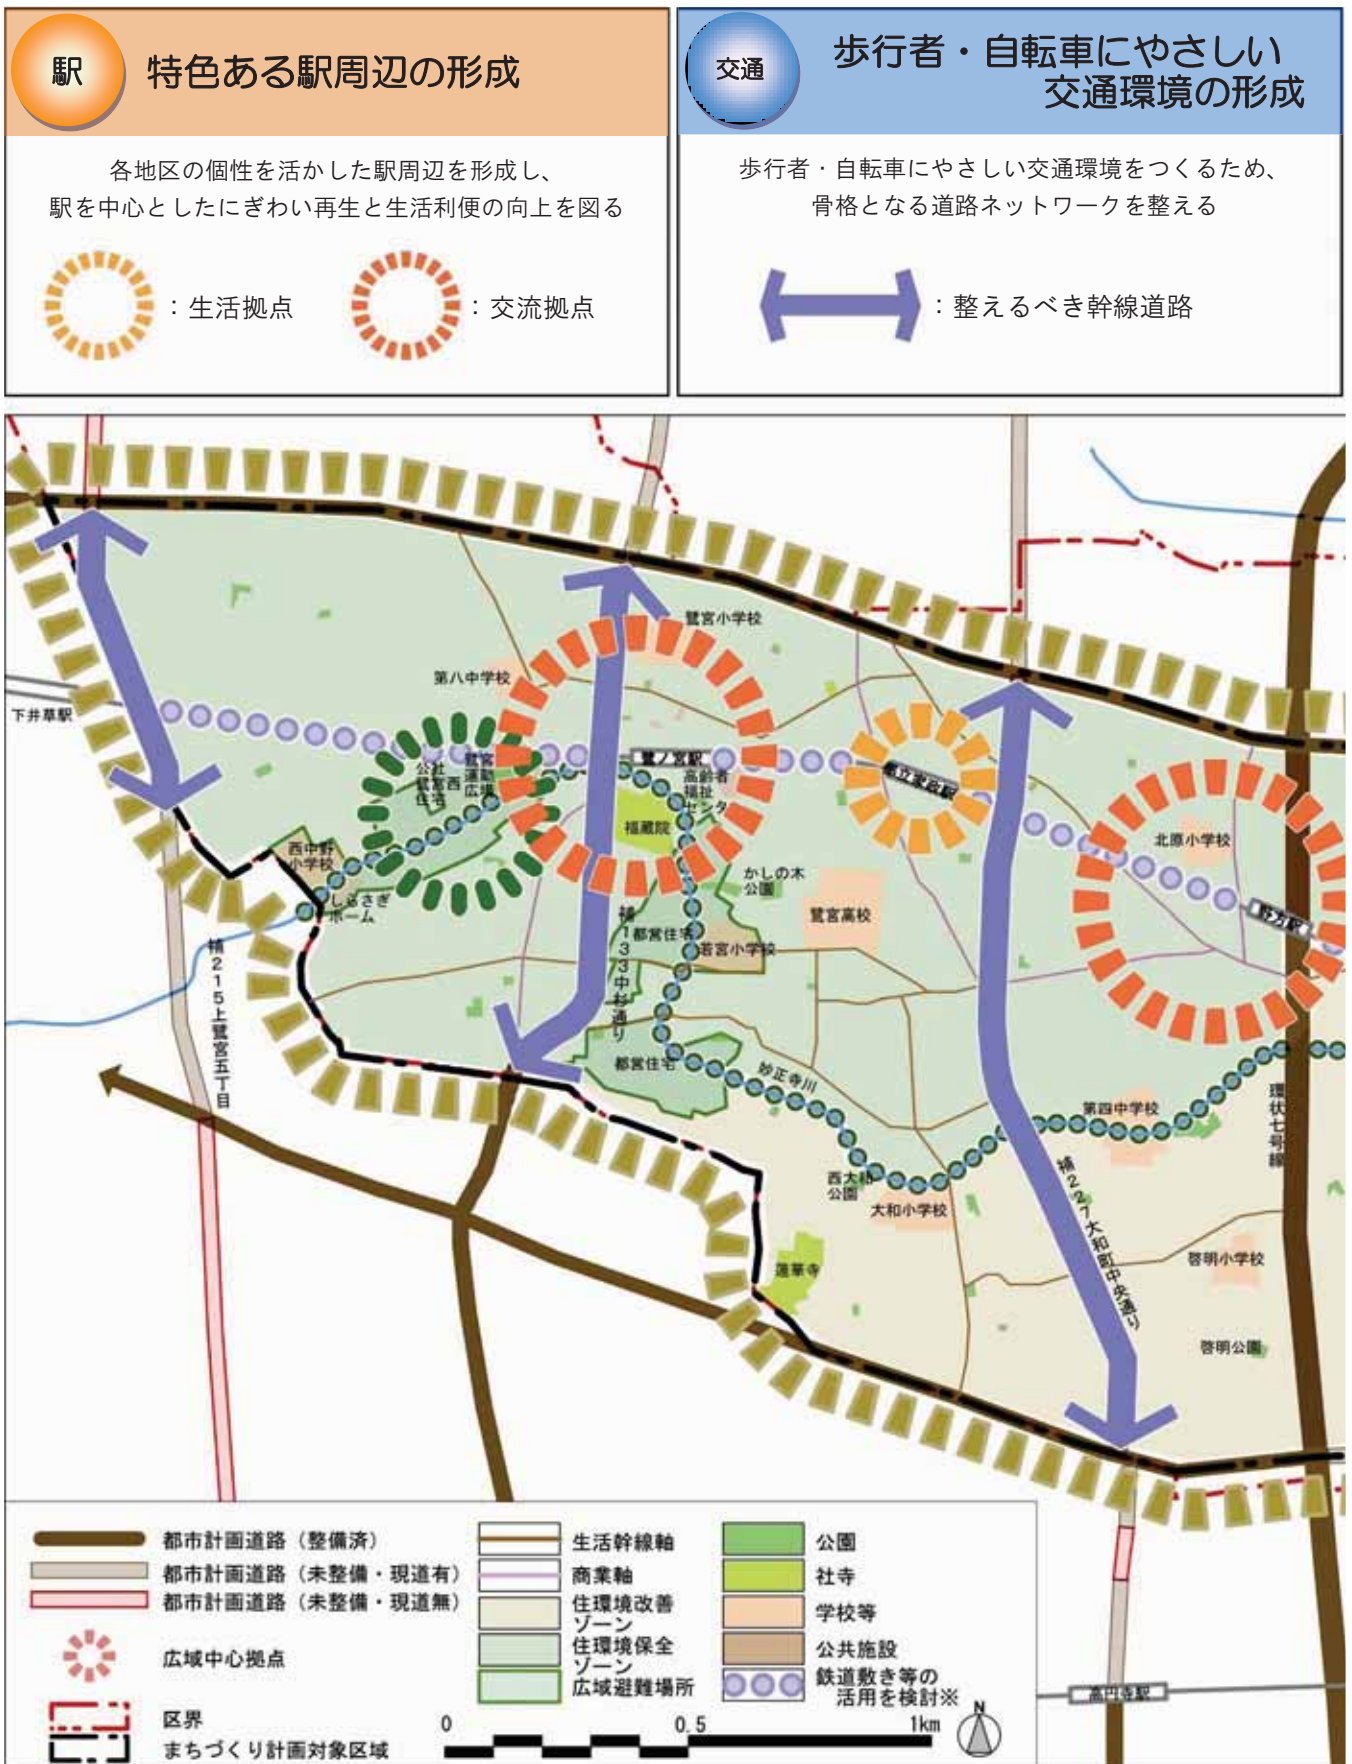 駅
特色ある駅周辺の形成
各地区の個性を活かした駅周辺を形成し、
駅を中心としたにぎわい再生と生活利便の向上を図る
：生活拠点
：交流拠点
交通
歩行者・自転車にやさしい
交通環境の形成
歩行者・自転車にやさしい交通環境をつくるため、
骨格となる道路ネットワークを整える
：整えるべき幹線道路
鷺宮小学校
第八中学校
下井草駅
鷺ノ宮駅
公社鷺宮西住宅
鷺宮運動広場
高齢者
福祉
センター
都立家政駅
福蔵院
北原小学校
西中野
小学校
かしの木
公園
しらさぎ
ホーム
鷺宮高校
野方駅
都営住宅
若宮小学校
補133中杉通り
補215上鷺宮五丁目
都営住宅
妙正寺川
第四中学校
環状七号線
西大和
公園
大和小学校
補227大和町中央通り
蓮華寺
啓明小学校
啓明公園
都市計画道路（整備済）
都市計画道路（未整備・現道有）
都市計画道路（未整備・現道無）
広域中心拠点
区界
まちづくり計画対象区域
生活幹線軸
商業軸
住環境改善
ゾーン
住環境保全
ゾーン
広域避難場所
公園
社寺
学校等
公共施設
鉄道敷き等の
活用を検討※
0
0.5
1km
N
高円寺駅